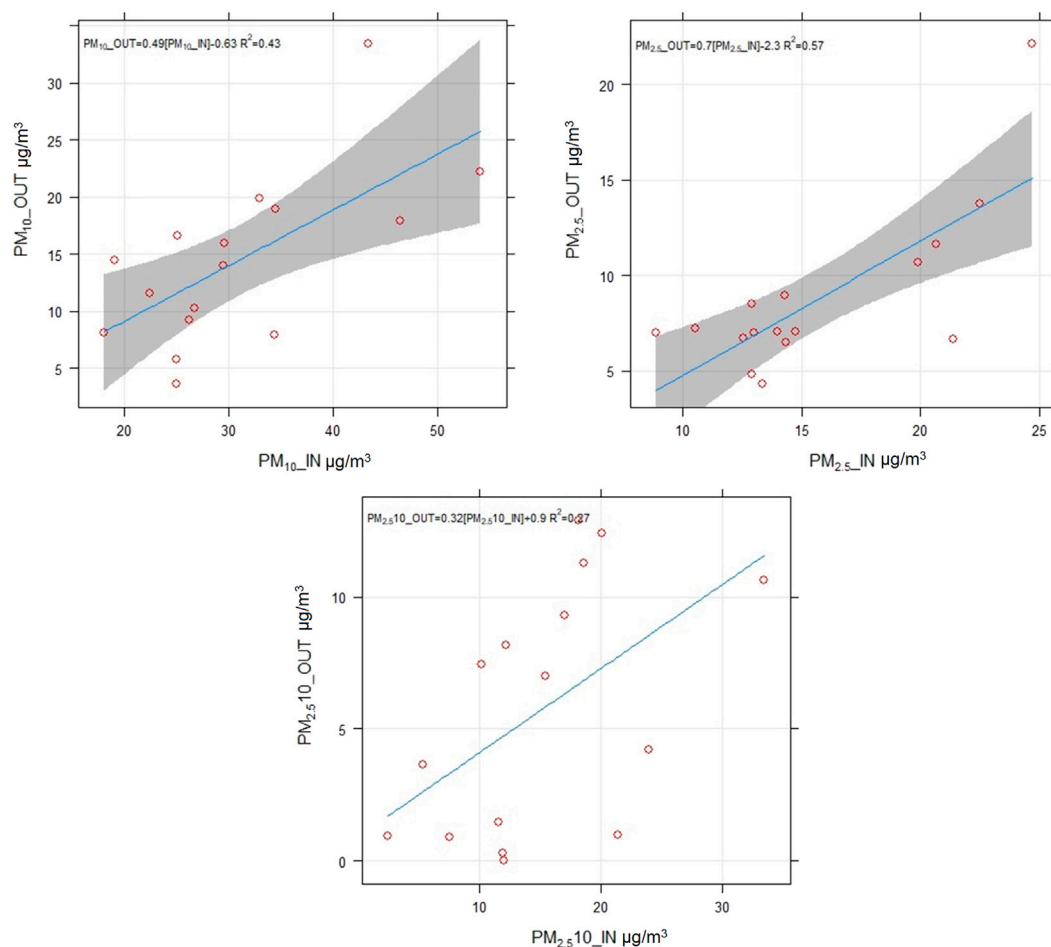 PM₁₀_OUT=0.49[PM₁₀_IN]-0.63 R²=0.43
30
25
20
15
10
5
PM₁₀_OUT µg/m³
20
30
40
50
PM₁₀_IN µg/m³
PM₂.₅_OUT=0.7[PM₂.₅_IN]-2.3 R²=0.57
20
15
10
5
PM₂.₅_OUT µg/m³
10
15
20
25
PM₂.₅_IN µg/m³
PM₂.₅10_OUT=0.32[PM₂.₅10_IN]+0.9 R²=0.27
10
5
0
PM₂.₅10_OUT µg/m³
10
20
30
PM₂.₅10_IN µg/m³